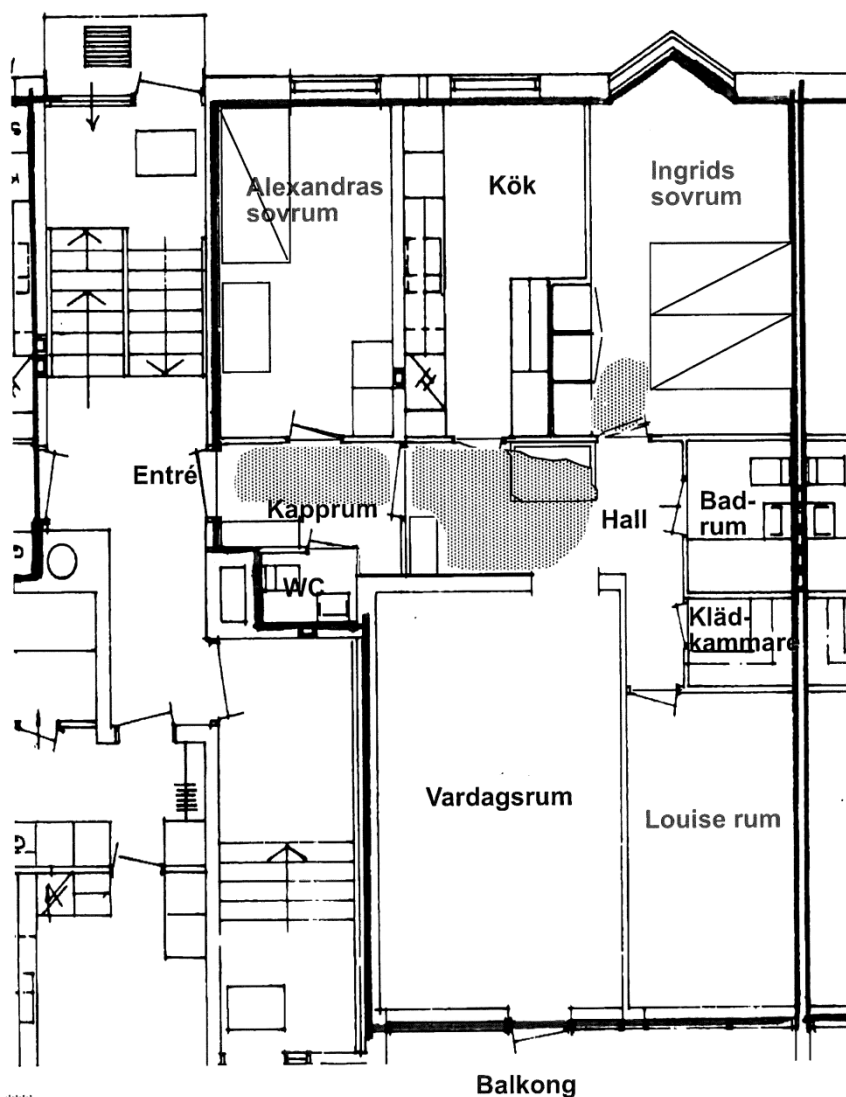 Alexandras
sovrum
Kök
Ingrids
sovrum
Entré
Kapprum
Hall
Bad-
rum
WC
Kläd-
kammare
Vardagsrum
Louise rum
Balkong